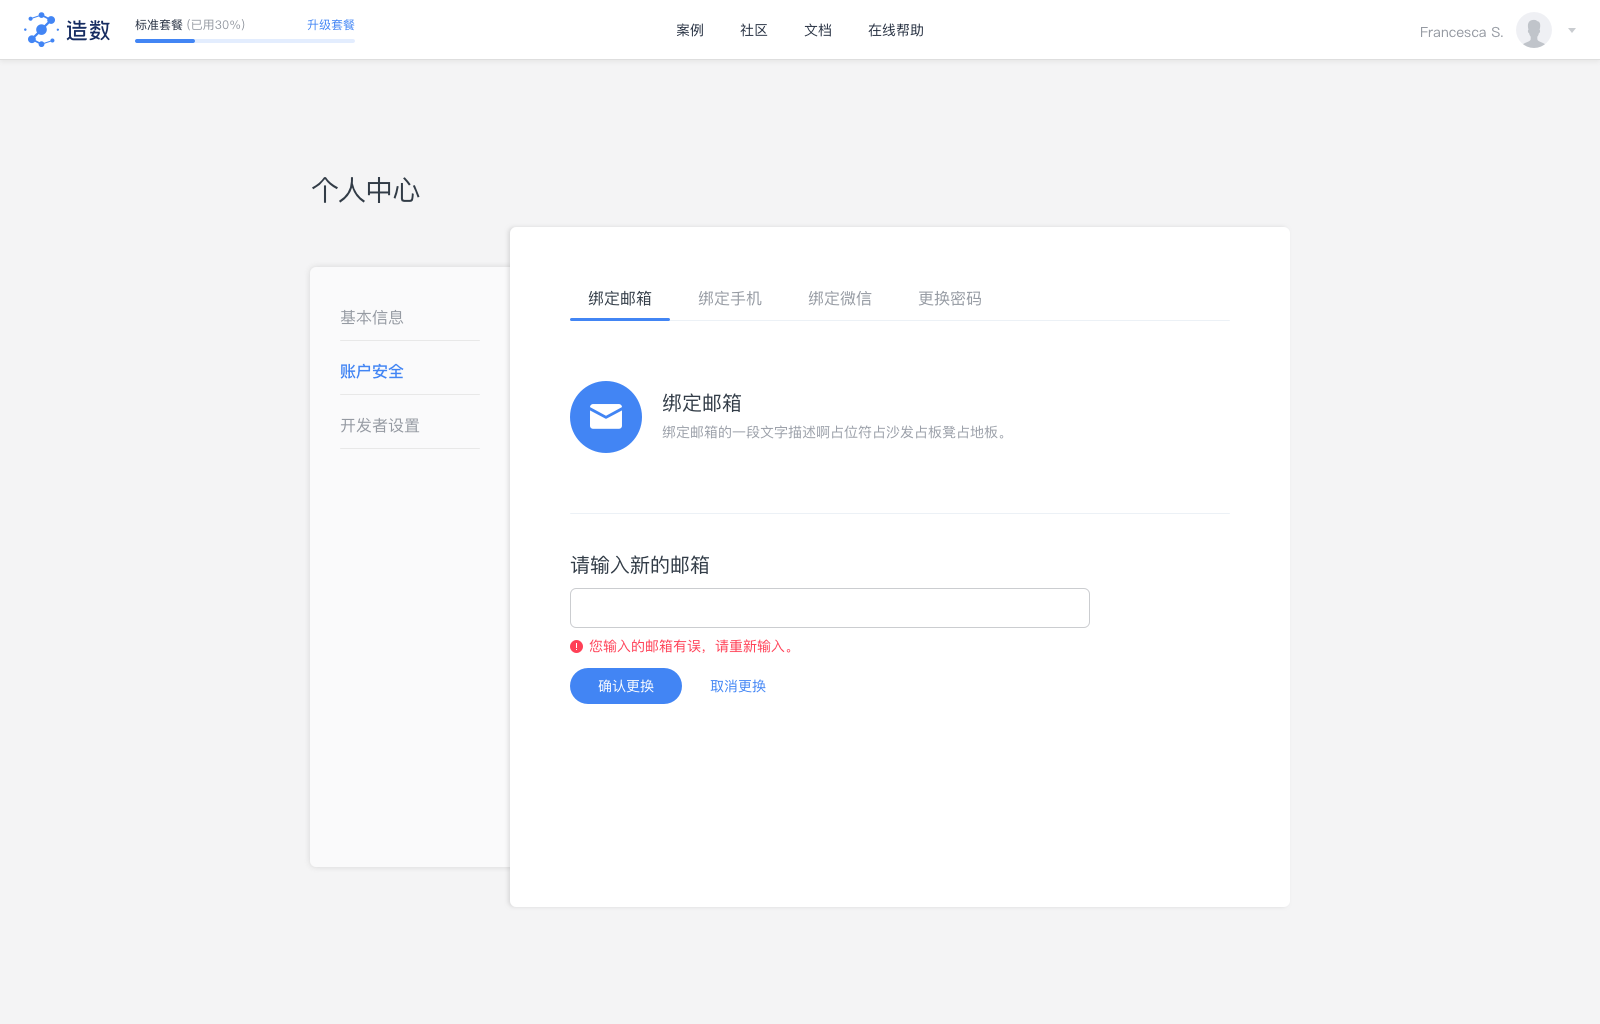 造数
标准套餐 (已用30%) 升级套餐
案例 社区 文档 在线帮助
Francesca S.
个人中心
基本信息
账户安全
开发者设置
绑定邮箱 绑定手机 绑定微信 更换密码
绑定邮箱
绑定邮箱的一段文字描述啊占位符占沙发占板凳占地板。
请输入新的邮箱
您输入的邮箱有误，请重新输入。
确认更换 取消更换